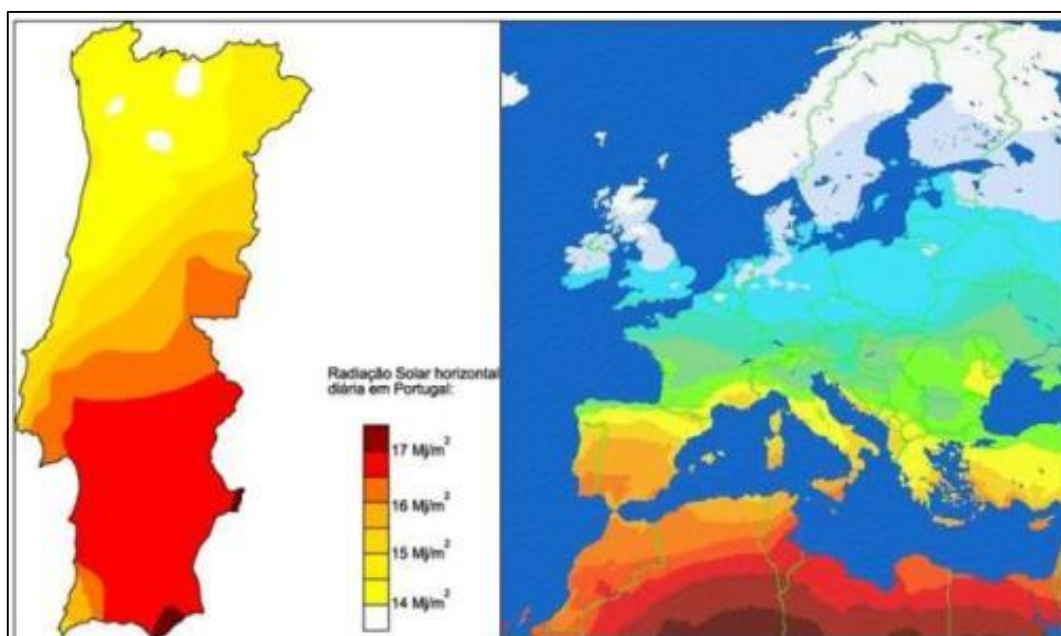 Radiação Solar horizontal
diária em Portugal:
17 Mj/m²
16 Mj/m²
15 Mj/m²
14 Mj/m²